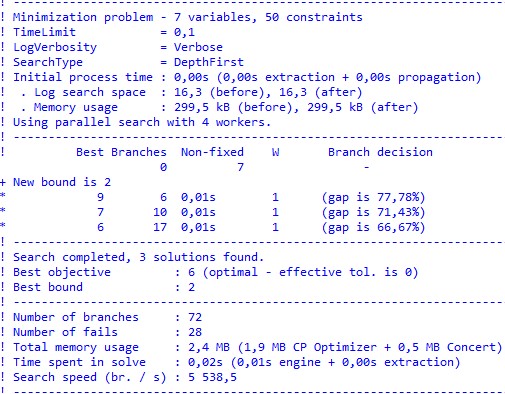 ! ----------------------------------------------------------------------------
! Minimization problem - 7 variables, 50 constraints
! TimeLimit            = 0,1
! LogVerbosity         = Verbose
! SearchType           = DepthFirst
! Initial process time : 0,00s (0,00s extraction + 0,00s propagation)
!  . Log search space  : 16,3 (before), 16,3 (after)
!  . Memory usage      : 299,5 kB (before), 299,5 kB (after)
! Using parallel search with 4 workers.
! ----------------------------------------------------------------------------
!          Best Branches  Non-fixed    W       Branch decision
                        0          7                 -
+ New bound is 2
*             9        6  0,01s        1      (gap is 77,78%)
*             7       10  0,01s        1      (gap is 71,43%)
*             6       17  0,01s        1      (gap is 66,67%)
! ----------------------------------------------------------------------------
! Search completed, 3 solutions found.
! Best objective         : 6 (optimal - effective tol. is 0)
! Best bound             : 2
! ----------------------------------------------------------------------------
! Number of branches     : 72
! Number of fails        : 28
! Total memory usage     : 2,4 MB (1,9 MB CP Optimizer + 0,5 MB Concert)
! Time spent in solve    : 0,02s (0,01s engine + 0,00s extraction)
! Search speed (br. / s) : 5 538,5
! ----------------------------------------------------------------------------